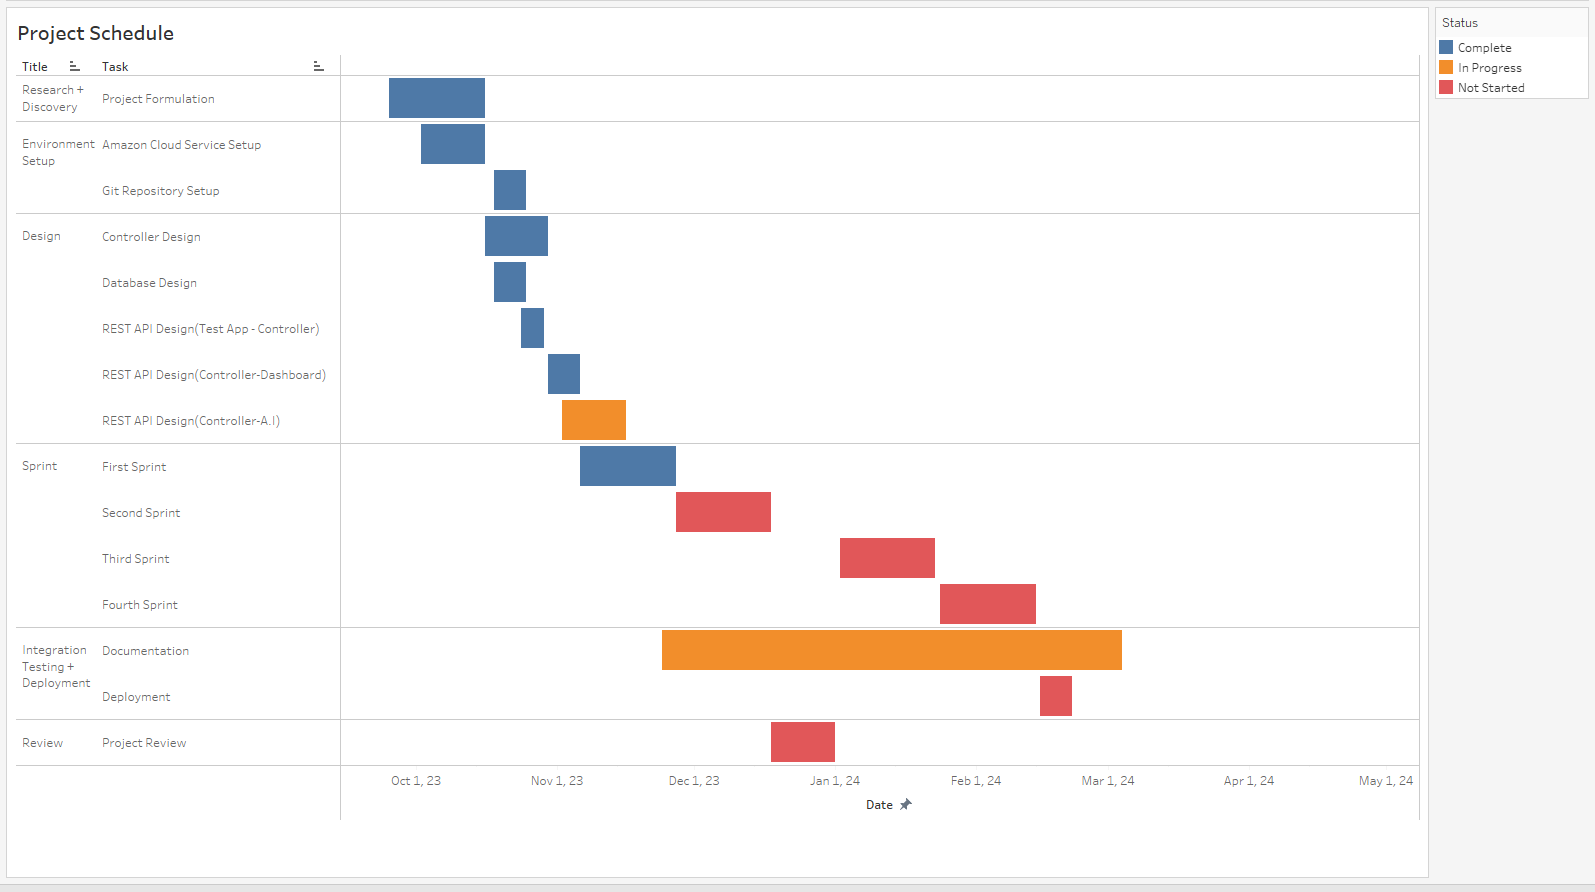 Project Schedule
Title Task
Research +
Discovery
Project Formulation
Environment
Setup
Amazon Cloud Service Setup
Git Repository Setup
Design
Controller Design
Database Design
REST API Design(Test App - Controller)
REST API Design(Controller-Dashboard)
REST API Design(Controller-A.I)
Sprint
First Sprint
Second Sprint
Third Sprint
Fourth Sprint
Integration
Testing +
Deployment
Documentation
Deployment
Review
Project Review
Oct 1, 23 Nov 1, 23 Dec 1, 23 Jan 1, 24 Feb 1, 24 Mar 1, 24 Apr 1, 24 May 1, 24
Date
Status
Complete
In Progress
Not Started